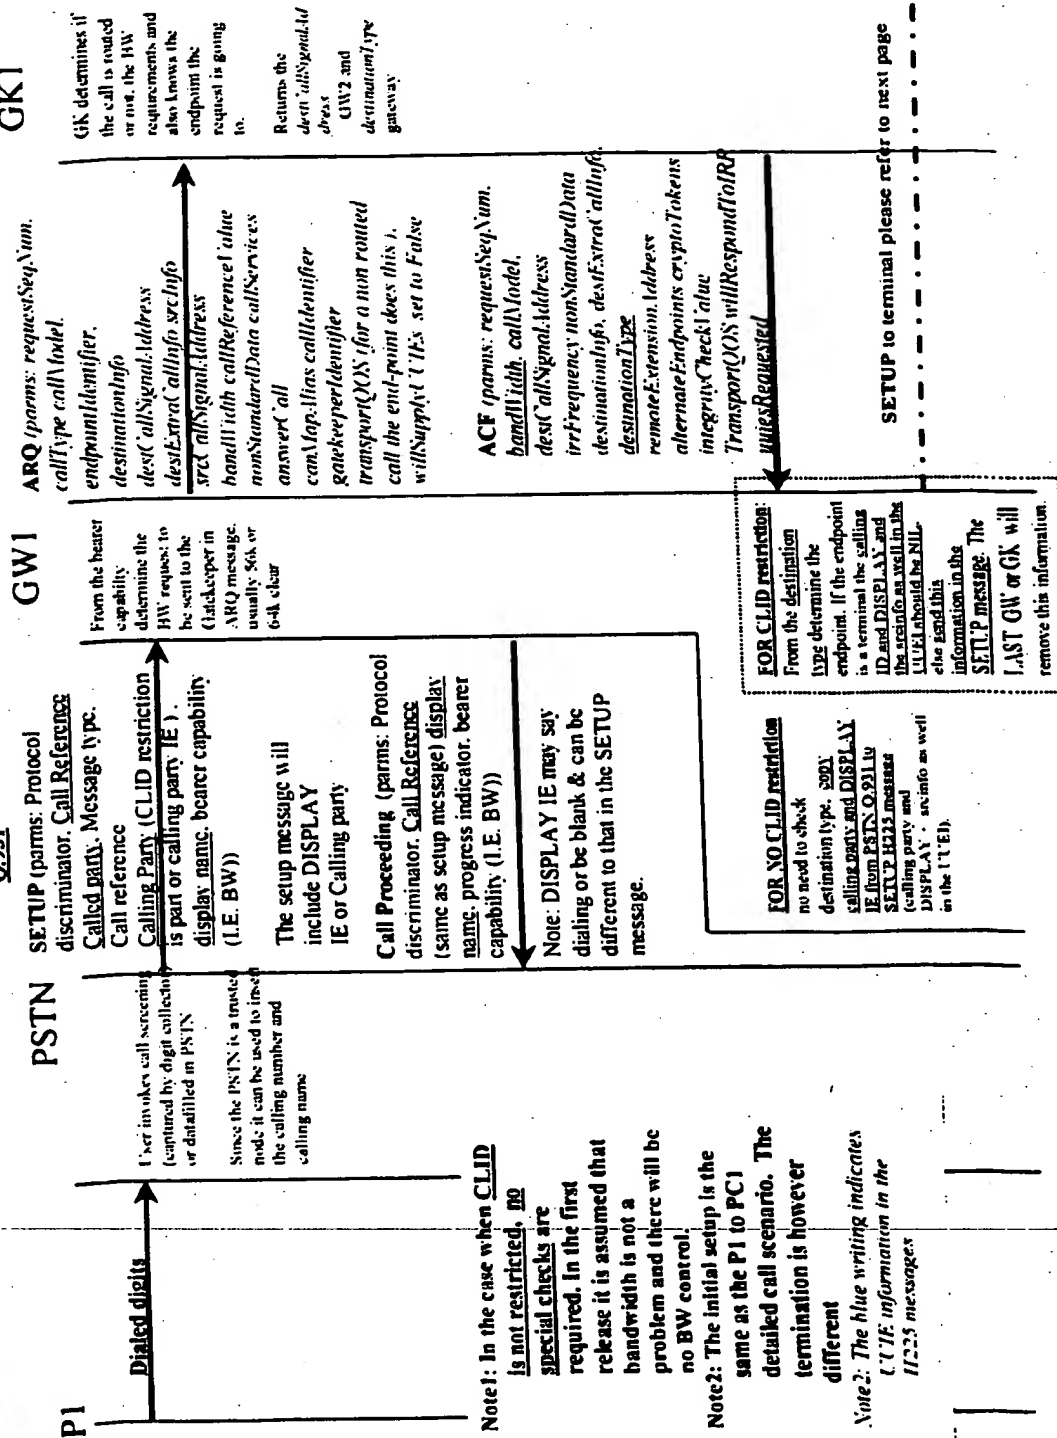 P1
PSTN
GW1
GK1
Q.931
Dialed digits
User invokes call screening
(captured by digit collector)
or datafilled in PSTN
Since the PSTN is a trusted
node it can be used to insert
the calling number and
calling name
Note1: In the case when CLID
is not restricted, no
special checks are
required. In the first
release it is assumed that
bandwidth is not a
problem and there will be
no BW control.
Note2: The initial setup is the
same as the P1 to PC1
detailed call scenario. The
termination is however
different
Note2: The blue writing indicates
UUIE information in the
H225 messages
SETUP (parms: Protocol
discriminator, Call Reference
Called party, Message type,
Call reference
Calling Party (CLID restriction
is part or calling party IE ).
display name, bearer capability
(I.E. BW))
The setup message will
include DISPLAY
IE or Calling party
Call Proceeding (parms: Protocol
discriminator, Call Reference
(same as setup message) display
name, progress indicator, bearer
capability (I.E. BW))
Note: DISPLAY IE may say
dialing or be blank & can be
different to that in the SETUP
message.
FOR NO CLID restriction
no need to check
destination type, copy
calling party and DISPLAY
IE from PSTN Q.931 to
SETUP H225 message
(calling party and
DISPLAY + srcinfo as well
in the UUEI).
From the bearer
capability
determine the
BW request to
be sent to the
Gatekeeper in
ARQ message.
usually 56k or
64k clear
FOR CLID restriction:
From the destination
type determine the
endpoint. If the endpoint
is a terminal the calling
ID and DISPLAY and
the srcinfo as well in the
UUEI should be NIL.
else send this
information in the
SETUP message. The
LAST GW or GK will
remove this information.
ARQ (parms: requestSeqNum,
callType callModel,
endpointIdentifier,
destinationInfo
destCallSignalAddress
destExtraCallInfo srcInfo
srcCallSignalAddress
bandWidth callReferenceValue
nonStandardData callServices
answerCall
canMapAlias callIdentifier
gatekeeperIdentifier
transportQOS (for a non routed
call the end-point does this ),
willSupplyUUIEs set to False
ACF (parms: requestSeqNum,
bandWidth, callModel,
destCallSignalAddress
irrFrequency nonStandardData
destinationInfo, destExtraCallInfo,
destinationType
remoteExtensionAddress
alternateEndpoints cryptoTokens
integrityCheckValue
TransportQOS willRespondToIRR
uuiesRequested
GK determines if
the call is routed
or not, the BW
requirements and
also knows the
endpoint the
request is going
to.
Returns the
destCallSignalAd
dress
GW2 and
destinationType
gateway
SETUP to terminal please refer to next page